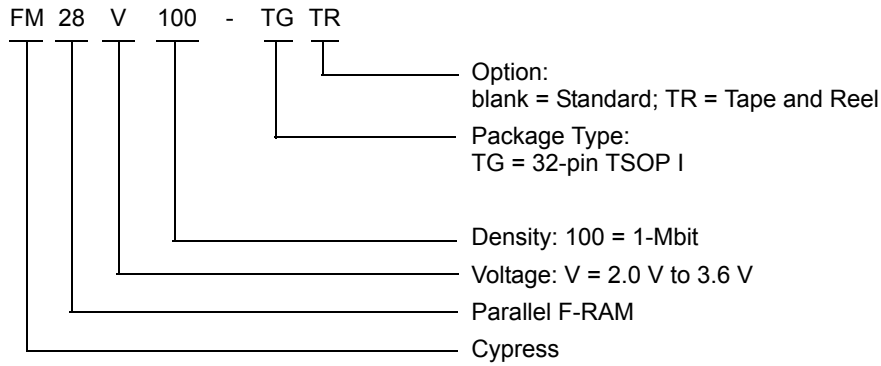 FM 28 V 100 - TG TR
Option:
blank = Standard; TR = Tape and Reel
Package Type:
TG = 32-pin TSOP I
Density: 100 = 1-Mbit
Voltage: V = 2.0 V to 3.6 V
Parallel F-RAM
Cypress